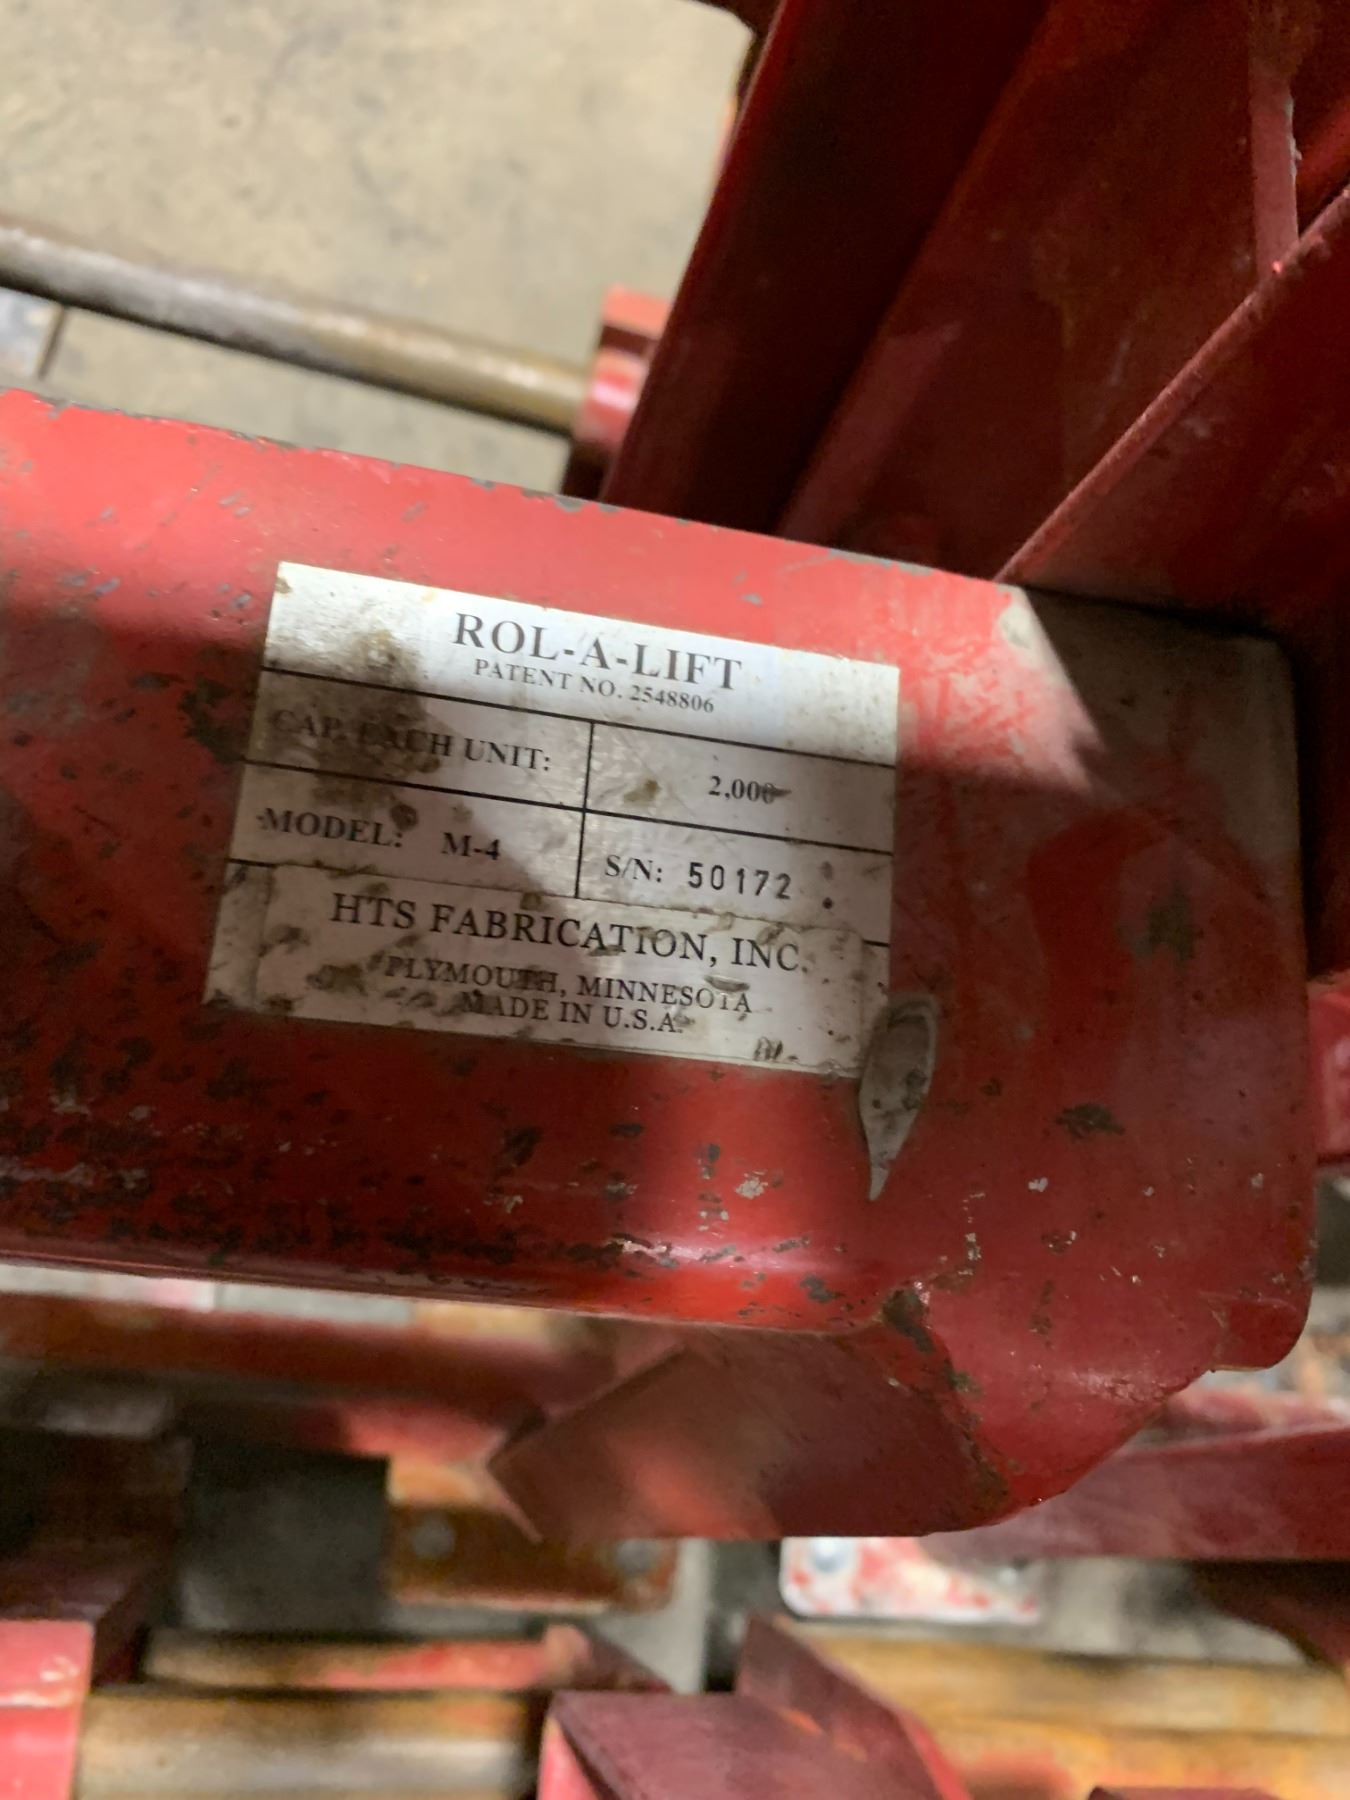 ROL-A-LIFT
PATENT NO. 2548806
CAP. EACH UNIT: 2,000
MODEL: M-4 S/N: 50172
HTS FABRICATION, INC.
PLYMOUTH, MINNESOTA
MADE IN U.S.A.